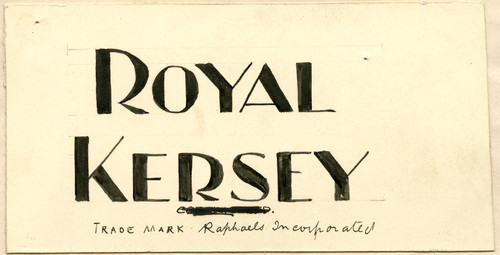 ROYAL
KERSEY
TRADE MARK. Raphaels Incorporated